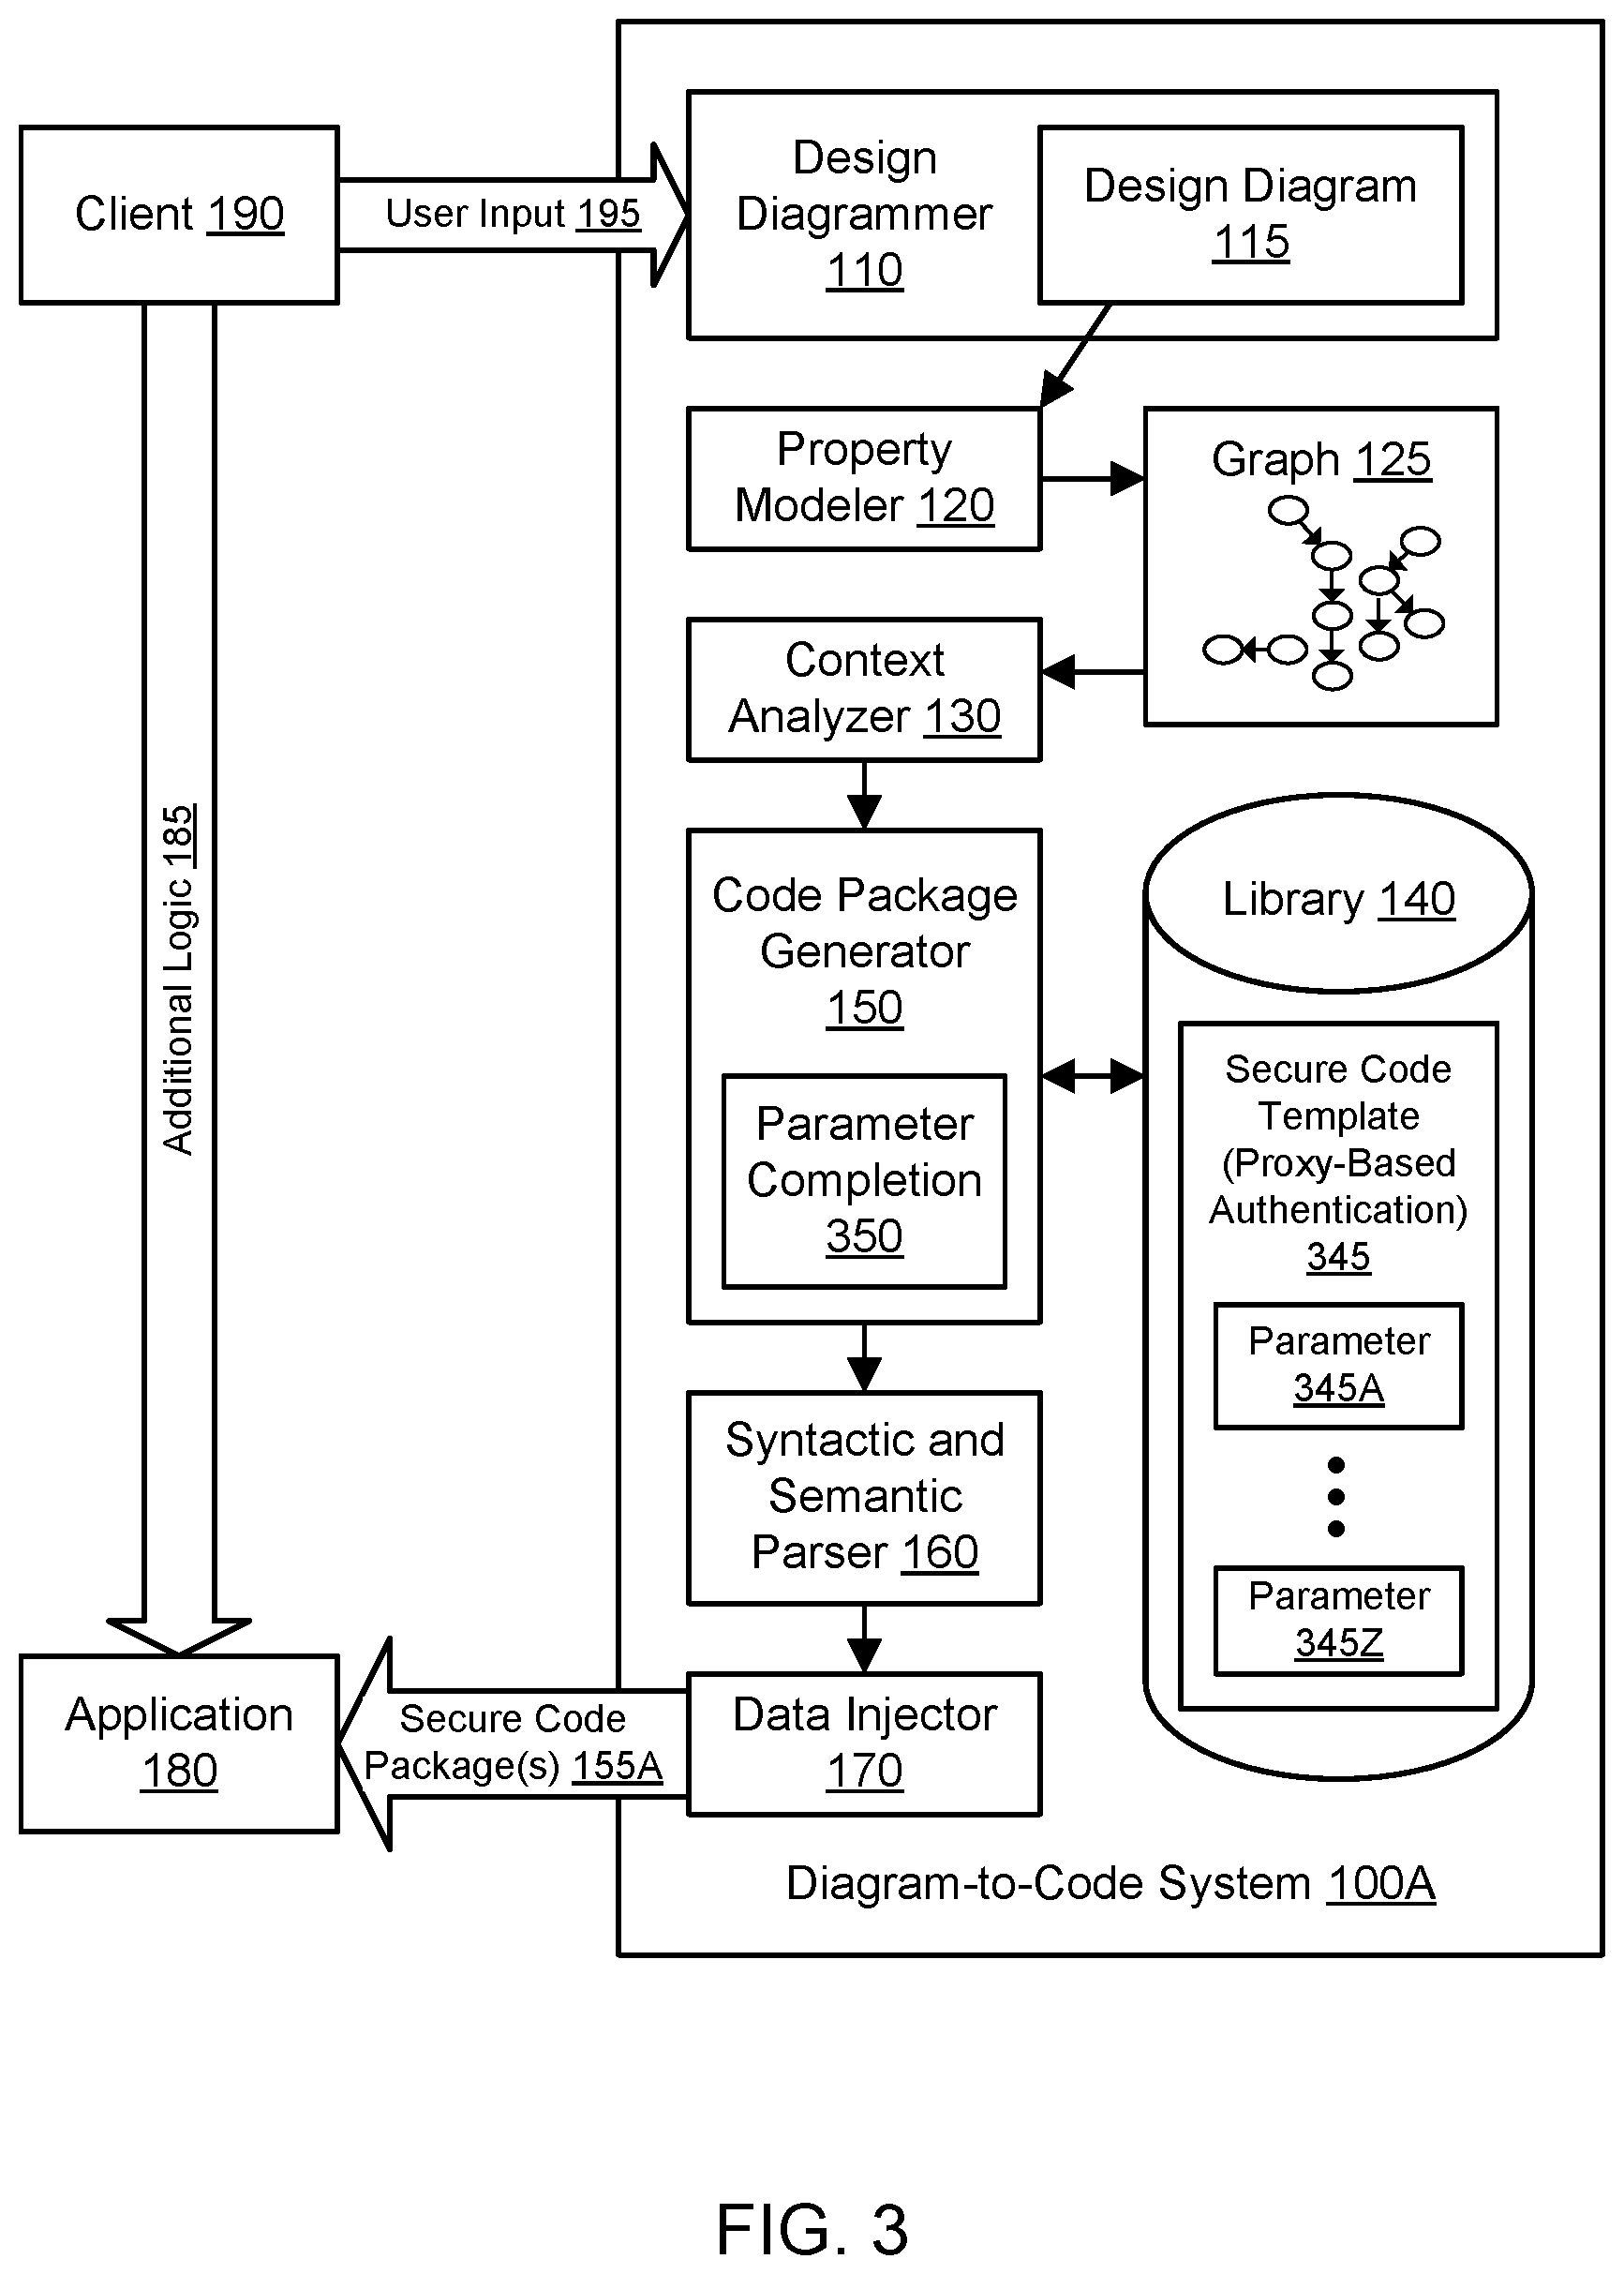 Client 190
User Input 195
Design
Diagrammer
110
Design Diagram
115
Property
Modeler 120
Graph 125
Context
Analyzer 130
Additional Logic 185
Code Package
Generator
150
Parameter
Completion
350
Library 140
Secure Code
Template
(Proxy-Based
Authentication)
345
Parameter
345A
Parameter
345Z
Syntactic and
Semantic
Parser 160
Data Injector
170
Secure Code
Package(s) 155A
Application
180
Diagram-to-Code System 100A
FIG. 3